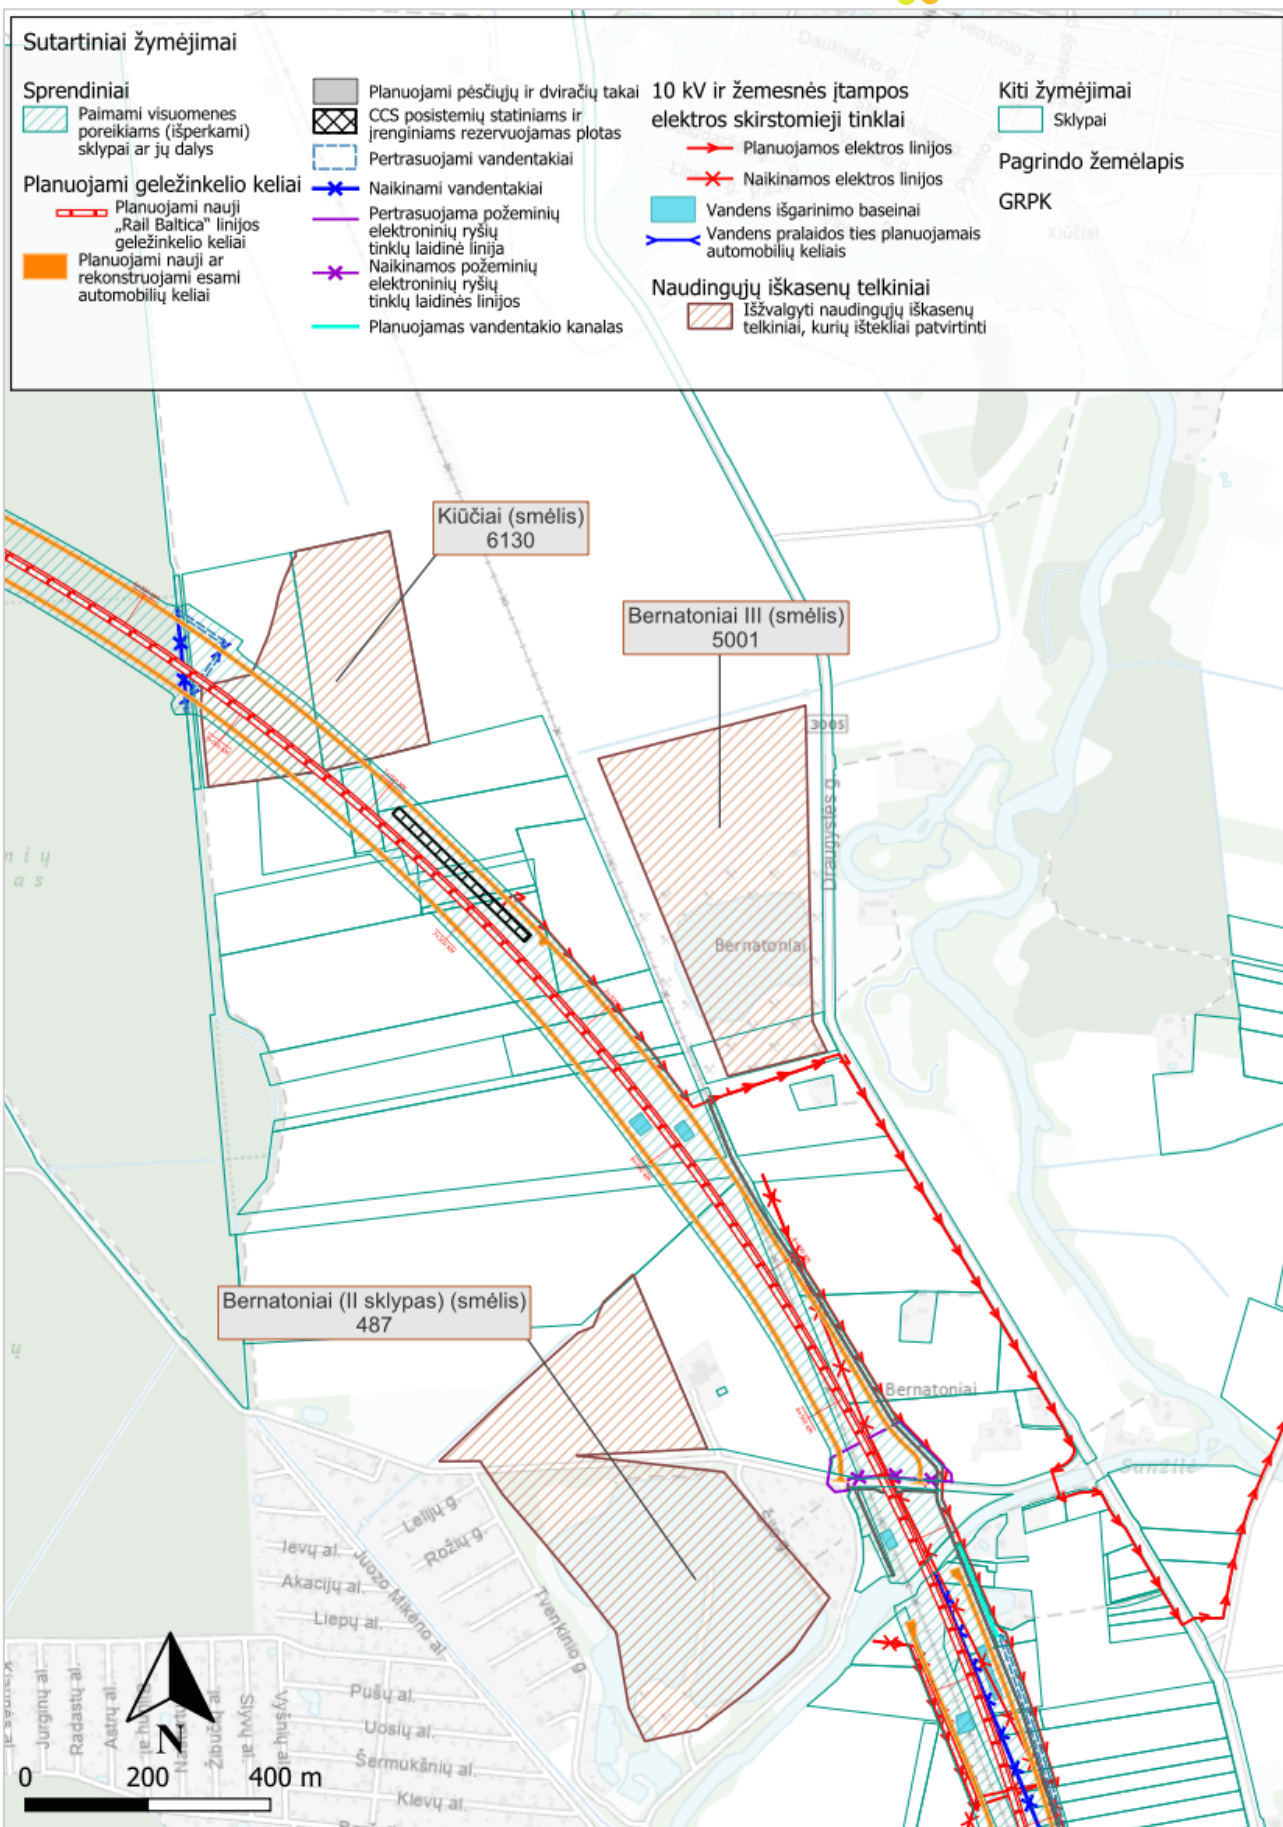 Sutartiniai žymėjimai
Sprendiniai
Paimami visuomenes
poreikiams (išperkami)
sklypai ar jų dalys
Planuojami geležinkelio keliai
Planuojami nauji
„Rail Baltica“ linijos
geležinkelio keliai
Planuojami nauji ar
rekonstruojami esami
automobilių keliai
Planuojami pėsčiųjų ir dviračių takai
CCS posistemių statiniams ir
įrenginiams rezervuojamas plotas
Pertrasuojami vandentakiai
Naikinami vandentakiai
Pertrasuojama požeminių
elektroninių ryšių
tinklų laidinė linija
Naikinamos požeminių
elektroninių ryšių
tinklų laidinės linijos
Planuojamas vandentakio kanalas
10 kV ir žemesnės įtampos
elektros skirstomieji tinklai
Planuojamos elektros linijos
Naikinamos elektros linijos
Vandens išgarinimo baseinai
Vandens pralaidos ties planuojamais
automobilių keliais
Naudingųjų iškasenų telkiniai
Išžvalgyti naudingųjų iškasenų
telkiniai, kurių ištekliai patvirtinti
Kiti žymėjimai
Sklypai
Pagrindo žemėlapis
GRPK
Kiūčiai
Kiūčiai (smėlis)
6130
Bernatoniai III (smėlis)
5001
3005
Draugystės g.
Bernatoniai
Bernatoniai (II sklypas) (smėlis)
487
Bernatoniai
Sanžilė
Lelijų g.
Rožių g.
Ievų al.
Akacijų al.
Liepų al.
Juozo Mikėno al.
Tvenkinio g.
Pušų al.
Uosių al.
Šermukšnių al.
Klevų al.
Jurginų al.
Radastų al.
Astrų al.
Žibučių al.
Slyvų al.
Vyšnių al.
N
0 200 400 m